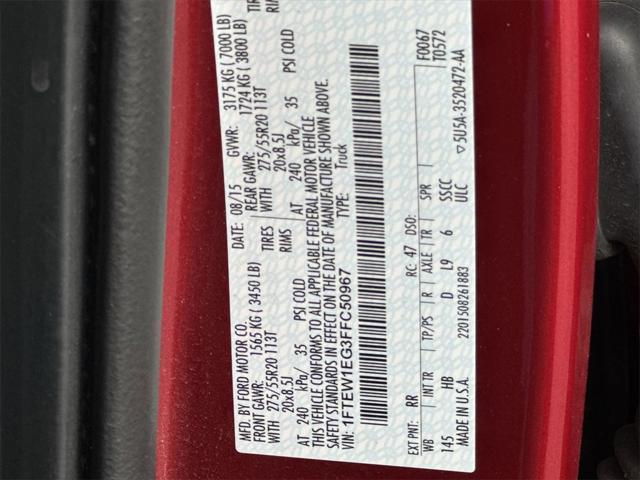 MFD. BY FORD MOTOR CO.
DATE: 08/15 GVWR: 3175 KG ( 7000 LB)
FRONT GAWR: 1565 KG ( 3450 LB) REAR GAWR: 1724 KG ( 3800 LB)
WITH 275/55R20 113T TIRES WITH 275/55R20 113T TIRES
20x8.5J RIMS 20x8.5J RIMS
AT 240 kPa/ 35 PSI COLD AT 240 kPa/ 35 PSI COLD
THIS VEHICLE CONFORMS TO ALL APPLICABLE FEDERAL MOTOR VEHICLE
SAFETY STANDARDS IN EFFECT ON THE DATE OF MANUFACTURE SHOWN ABOVE.
VIN: 1FTEW1EG3FFC50967 TYPE: Truck
F0067
T0572
EXT PNT: RR RC: 47 DSO:
WB INT TR TP/PS R AXLE TR SPR
145 HB D L9 6 SSCC
MADE IN U.S.A. ULC
2201508261883
▽5U5A-3520472-AA